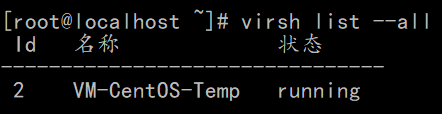 [root@localhost ~]# virsh list --all
Id 名称 状态
----------------------------------
2 VM-CentOS-Temp running